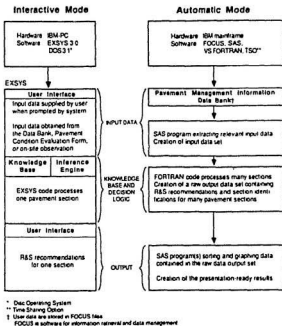 Interactive Mode
Hardware IBM-PC
Software EXSYS 3.0
DOS 3.1*
EXSYS
User Interface
Input data supplied by user
when prompted by system
Input data obtained from
the Data Bank, Pavement
Condition Evaluation Form,
or on-site observation
Knowledge Base
Inference Engine
EXSYS code processes
one pavement section
User Interface
R&S recommendations
for one section
INPUT DATA
KNOWLEDGE
BASE AND
DECISION
LOGIC
OUTPUT
Automatic Mode
Hardware IBM mainframe
Software FOCUS, SAS,
VS FORTRAN, TSO**
Pavement Management Information
Data Bank†
SAS program extracting relevant input data
Creation of input data set
FORTRAN code processes many sections
Creation of a raw output data set containing
R&S recommendations and section identi-
fications for many pavement sections
SAS program(s) sorting and graphing data
contained in the raw data output set
Creation of the presentation-ready results
* Disc Operating System
** Time Sharing Option
† User data are stored in FOCUS files
FOCUS is software for information retrieval and data management